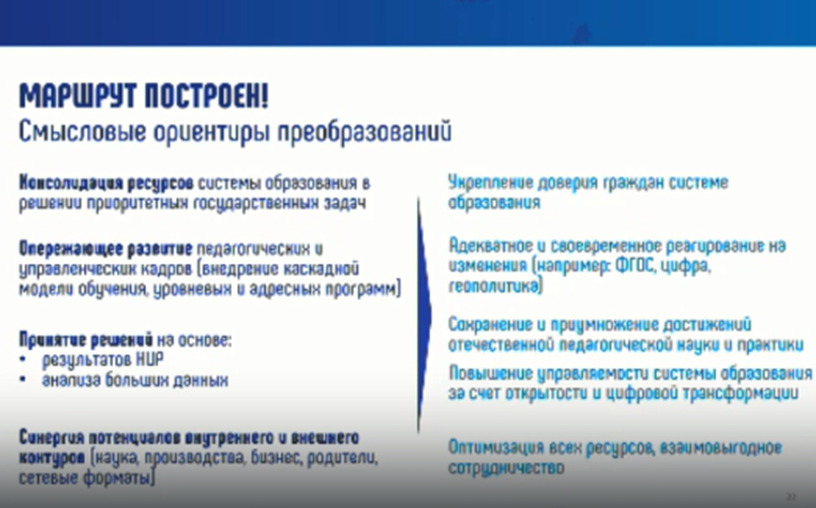 МАРШРУТ ПОСТРОЕН!
Смысловые ориентиры преобразований
Консолидация ресурсов системы образования в
решении приоритетных государственных задач
Опережающее развитие педагогических и
управленческих кадров (внедрение каскадной
модели обучения, уровневых и адресных программ)
Принятие решений на основе:
• результатов НИР
• анализа больших данных
Синергия потенциалов внутреннего и внешнего
контуров (наука, производства, бизнес, родители,
сетевые форматы)
Укрепление доверия граждан системе
образования
Адекватное и своевременное реагирование на
изменения (например: ФГОС, цифра,
геополитика)
Сохранение и приумножение достижений
отечественной педагогической науки и практики
Повышение управляемости системы образования
за счет открытости и цифровой трансформации
Оптимизация всех ресурсов, взаимовыгодное
сотрудничество